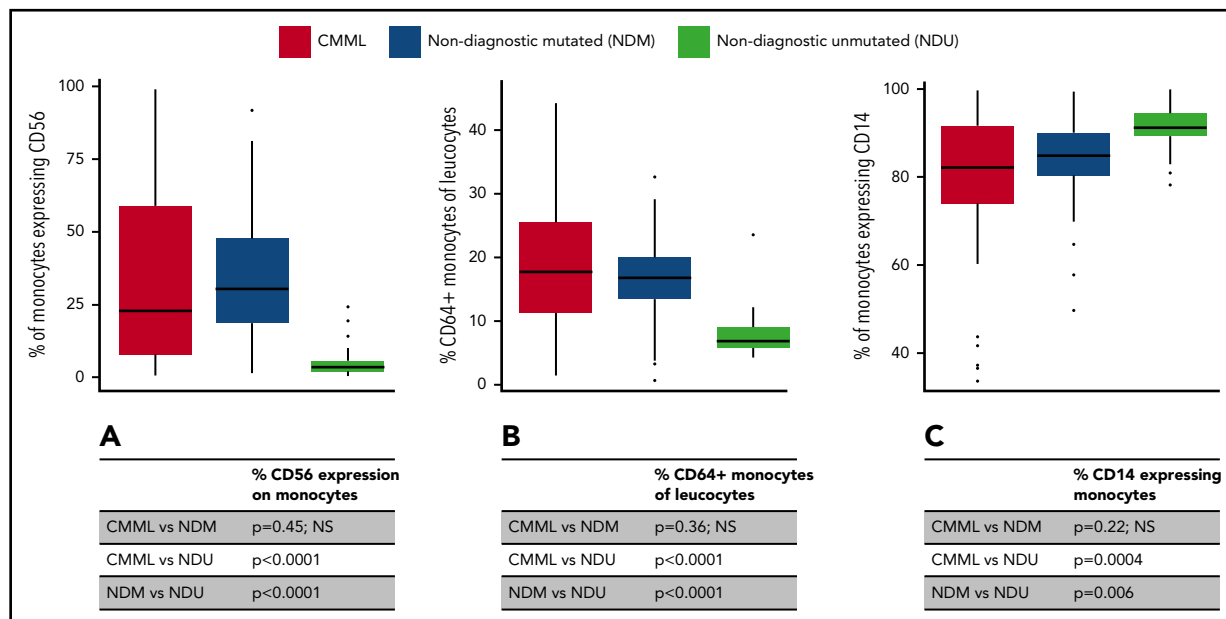 CMML Non-diagnostic mutated (NDM) Non-diagnostic unmutated (NDU)
% of monocytes expressing CD56
100
75
50
25
0
% CD64+ monocytes of leucocytes
40
30
20
10
0
% of monocytes expressing CD14
100
80
60
40
A
% CD56 expression
on monocytes
CMML vs NDM p=0.45; NS
CMML vs NDU p<0.0001
NDM vs NDU p<0.0001
B
% CD64+ monocytes
of leucocytes
CMML vs NDM p=0.36; NS
CMML vs NDU p<0.0001
NDM vs NDU p<0.0001
C
% CD14 expressing
monocytes
CMML vs NDM p=0.22; NS
CMML vs NDU p=0.0004
NDM vs NDU p=0.006